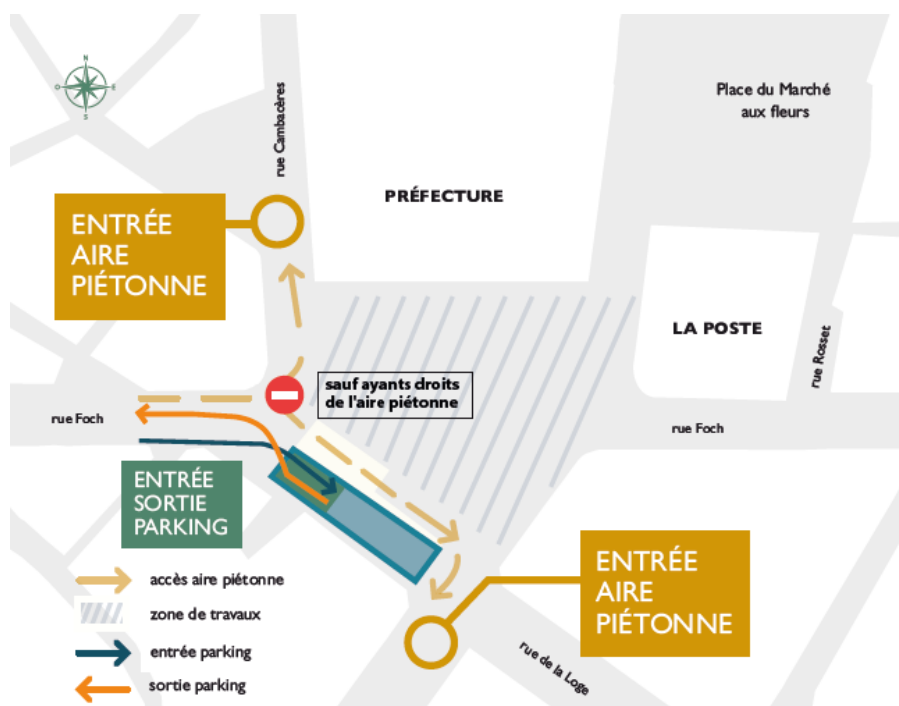 N
O
E
S
rue Cambacères
Place du Marché
aux fleurs
PRÉFECTURE
ENTRÉE
AIRE
PIÉTONNE
LA POSTE
rue Rosset
sauf ayants droits
de l'aire piétonne
rue Foch
rue Foch
ENTRÉE
SORTIE
PARKING
ENTRÉE
AIRE
PIÉTONNE
accès aire piétonne
zone de travaux
entrée parking
sortie parking
rue de la Loge